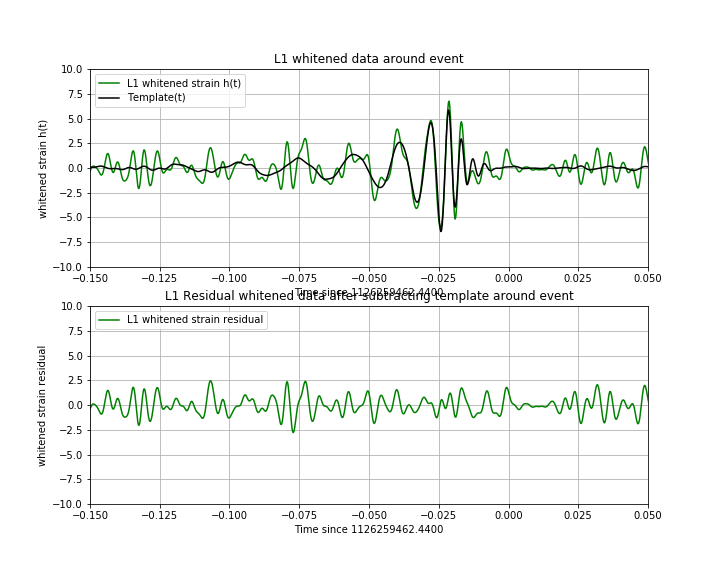 L1 whitened data around event
10.0
7.5
5.0
2.5
0.0
−2.5
−5.0
−7.5
−10.0
whitened strain h(t)
L1 whitened strain h(t)
Template(t)
−0.150 −0.125 −0.100 −0.075 −0.050 −0.025 0.000 0.025 0.050
Time since 1126259462.4400
L1 Residual whitened data after subtracting template around event
10.0
7.5
5.0
2.5
0.0
−2.5
−5.0
−7.5
−10.0
whitened strain residual
L1 whitened strain residual
−0.150 −0.125 −0.100 −0.075 −0.050 −0.025 0.000 0.025 0.050
Time since 1126259462.4400